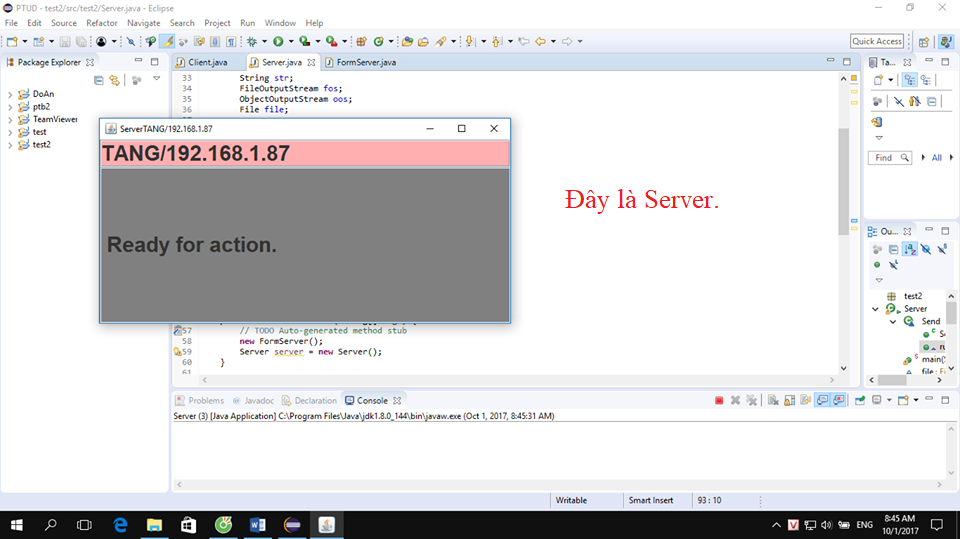 PTUD - test2/src/test2/Server.java - Eclipse
File Edit Source Refactor Navigate Search Project Run Window Help
Quick Access
Package Explorer
DoAn
ptb2
TeamViewer
test
test2
Client.java Server.java FormServer.java
33 String str;
34 FileOutputStream fos;
35 ObjectOutputStream oos;
36 File file;
ServerTANG/192.168.1.87
TANG/192.168.1.87
Ready for action.
Đây là Server.
57 // TODO Auto-generated method stub
58 new FormServer();
59 Server server = new Server();
60 }
61
Ta...
Find All
Ou...
test2
Server
Send
main(S
file : Fi
Problems Javadoc Declaration Console
Server (3) [Java Application] C:\Program Files\Java\jdk1.8.0_144\bin\javaw.exe (Oct 1, 2017, 8:45:31 AM)
Writable Smart Insert 93 : 10
ENG
8:45 AM
10/1/2017